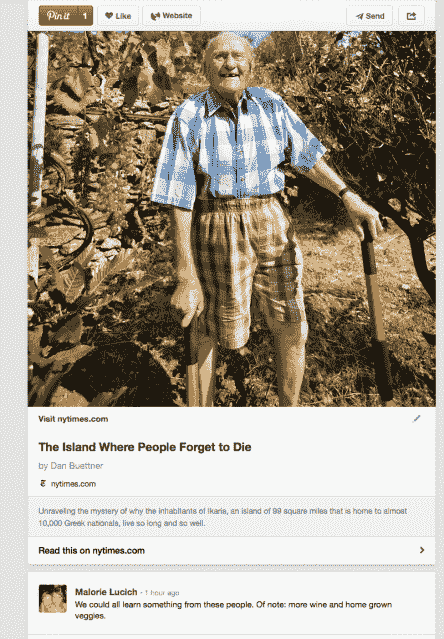 Pin it 1 Like Website Send
Visit nytimes.com
The Island Where People Forget to Die
by Dan Buettner
nytimes.com
Unraveling the mystery of why the inhabitants of Ikaria, an island of 99 square miles that is home to almost
10,000 Greek nationals, live so long and so well.
Read this on nytimes.com
Malorie Lucich • 1 hour ago
We could all learn something from these people. Of note: more wine and home grown
veggies.